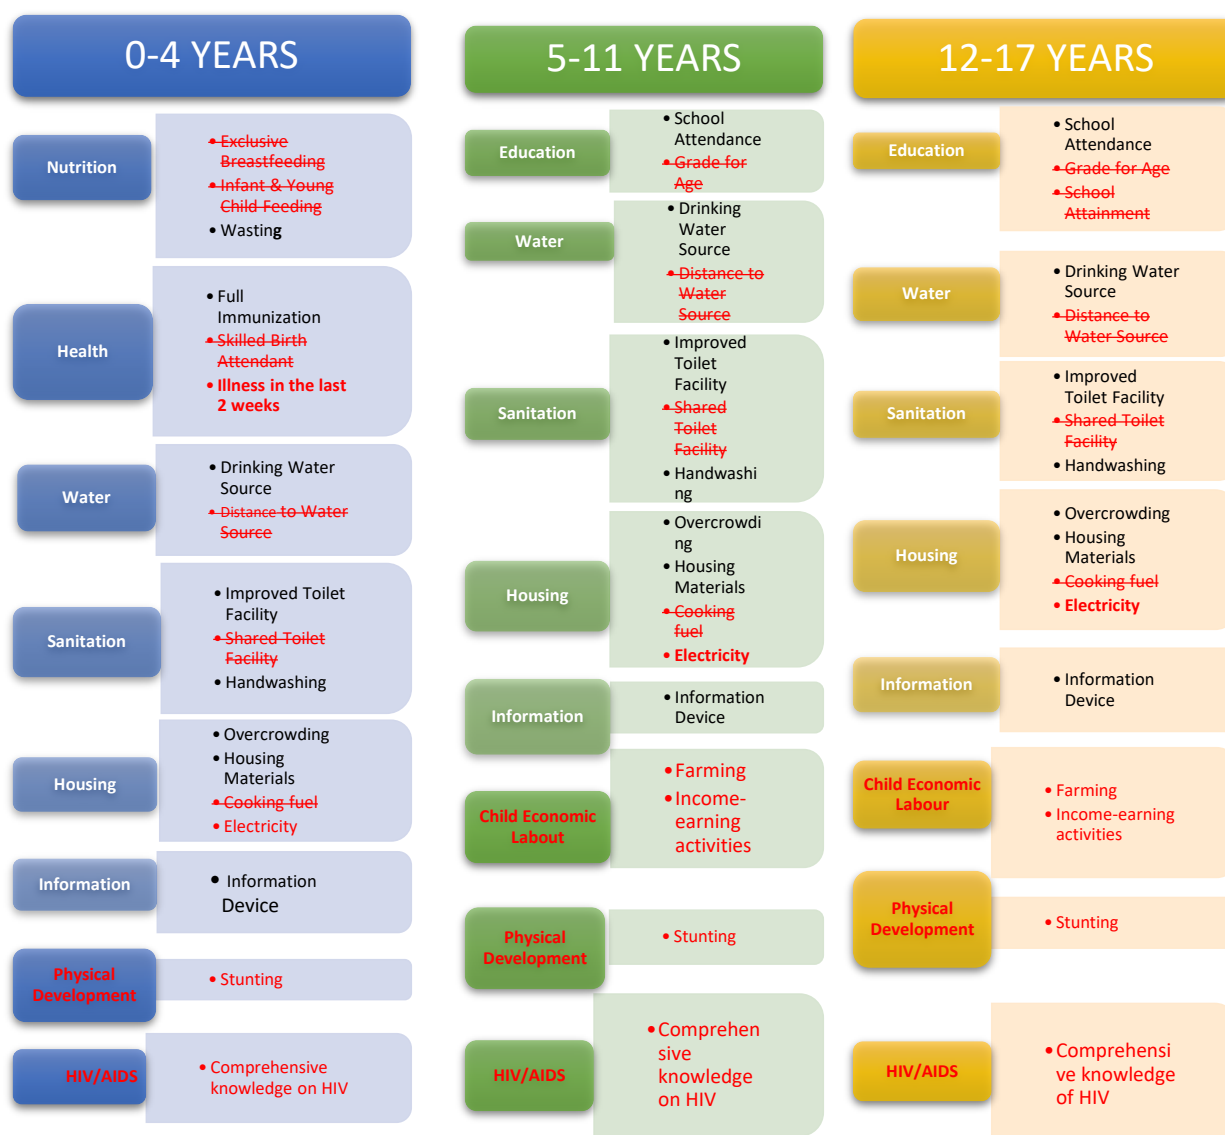 0-4 YEARS
Nutrition
• Exclusive
Breastfeeding
• Infant & Young
Child Feeding
• Wasting
Health
• Full
Immunization
• Skilled Birth
Attendant
• Illness in the last
2 weeks
Water
• Drinking Water
Source
• Distance to Water
Source
Sanitation
• Improved Toilet
Facility
• Shared Toilet
Facility
• Handwashing
Housing
• Overcrowding
• Housing
Materials
• Cooking fuel
• Electricity
Information
• Information
Device
Physical
Development
• Stunting
HIV/AIDS
• Comprehensive
knowledge on HIV
5-11 YEARS
Education
• School
Attendance
• Grade for
Age
Water
• Drinking
Water
Source
• Distance to
Water
Source
Sanitation
• Improved
Toilet
Facility
• Shared
Toilet
Facility
• Handwashi
ng
Housing
• Overcrowdi
ng
• Housing
Materials
• Cooking
fuel
• Electricity
Information
• Information
Device
Child Economic
Labout
• Farming
• Income-
earning
activities
Physical
Development
• Stunting
HIV/AIDS
• Comprehen
sive
knowledge
on HIV
12-17 YEARS
Education
• School
Attendance
• Grade for Age
• School
Attainment
Water
• Drinking Water
Source
• Distance to
Water Source
Sanitation
• Improved
Toilet Facility
• Shared Toilet
Facility
• Handwashing
Housing
• Overcrowding
• Housing
Materials
• Cooking fuel
• Electricity
Information
• Information
Device
Child Economic
Labour
• Farming
• Income-earning
activities
Physical
Development
• Stunting
HIV/AIDS
• Comprehensi
ve knowledge
of HIV